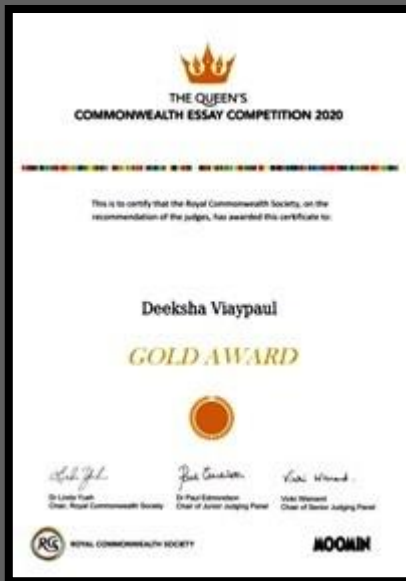 THE QUEEN'S
COMMONWEALTH ESSAY COMPETITION 2020
This is to certify that the Royal Commonwealth Society, on the
recommendation of the judges, has awarded this certificate to:
Deeksha Viaypaul
GOLD AWARD
Dr Linda Yueh
Chair, Royal Commonwealth Society
Dr Paul Edmondson
Chair of Junior Judging Panel
Vicki
Chair of Senior Judging Panel
RCS
ROYAL COMMONWEALTH SOCIETY
MOOMIN